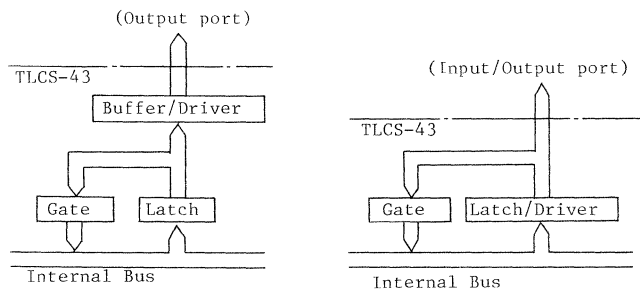 (Output port)
TLCS-43
Buffer/Driver
Gate
Latch
Internal Bus
(Input/Output port)
TLCS-43
Gate
Latch/Driver
Internal Bus